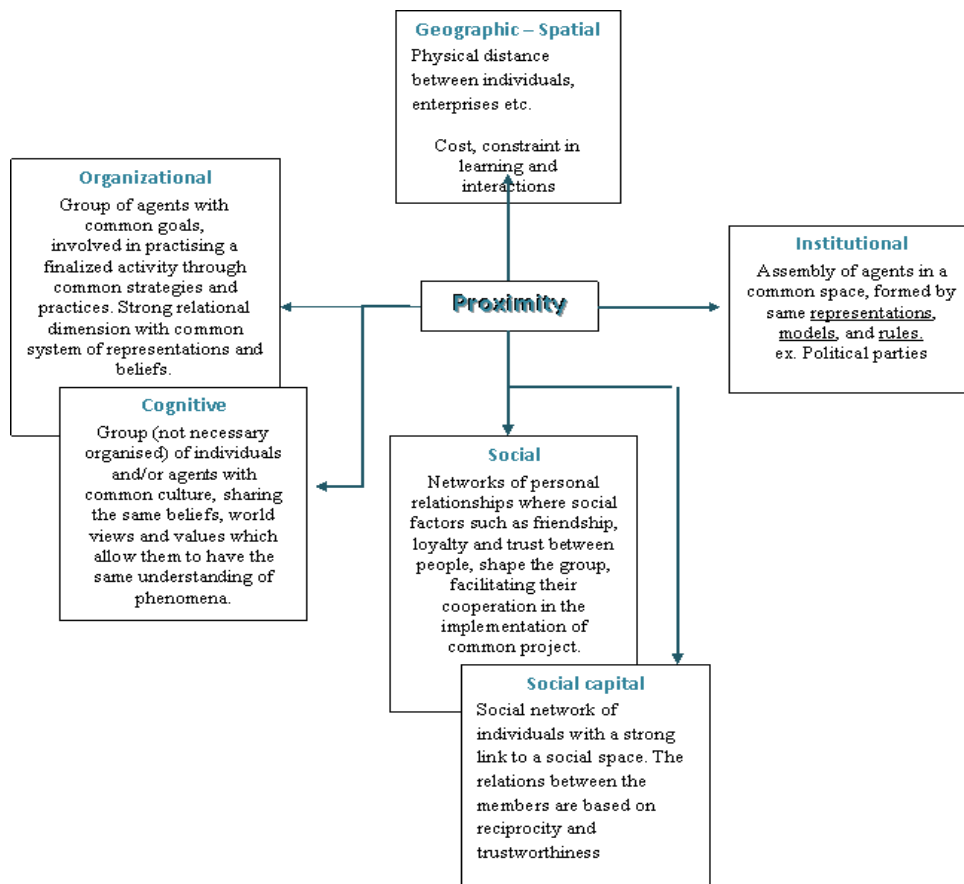 Geographic – Spatial
Physical distance
between individuals,
enterprises etc.
Cost, constraint in
learning and
interactions
Organizational
Group of agents with
common goals,
involved in practising a
finalized activity through
common strategies and
practices. Strong relational
dimension with common
system of representations and
beliefs.
Institutional
Assembly of agents in a
common space, formed by
same representations,
models, and rules.
ex. Political parties
Proximity
Cognitive
Group (not necessary
organised) of individuals
and/or agents with
common culture, sharing
the same beliefs, world
views and values which
allow them to have the
same understanding of
phenomena.
Social
Networks of personal
relationships where social
factors such as friendship,
loyalty and trust between
people, shape the group,
facilitating their
cooperation in the
implementation of
common project.
Social capital
Social network of
individuals with a strong
link to a social space. The
relations between the
members are based on
reciprocity and
trustworthiness